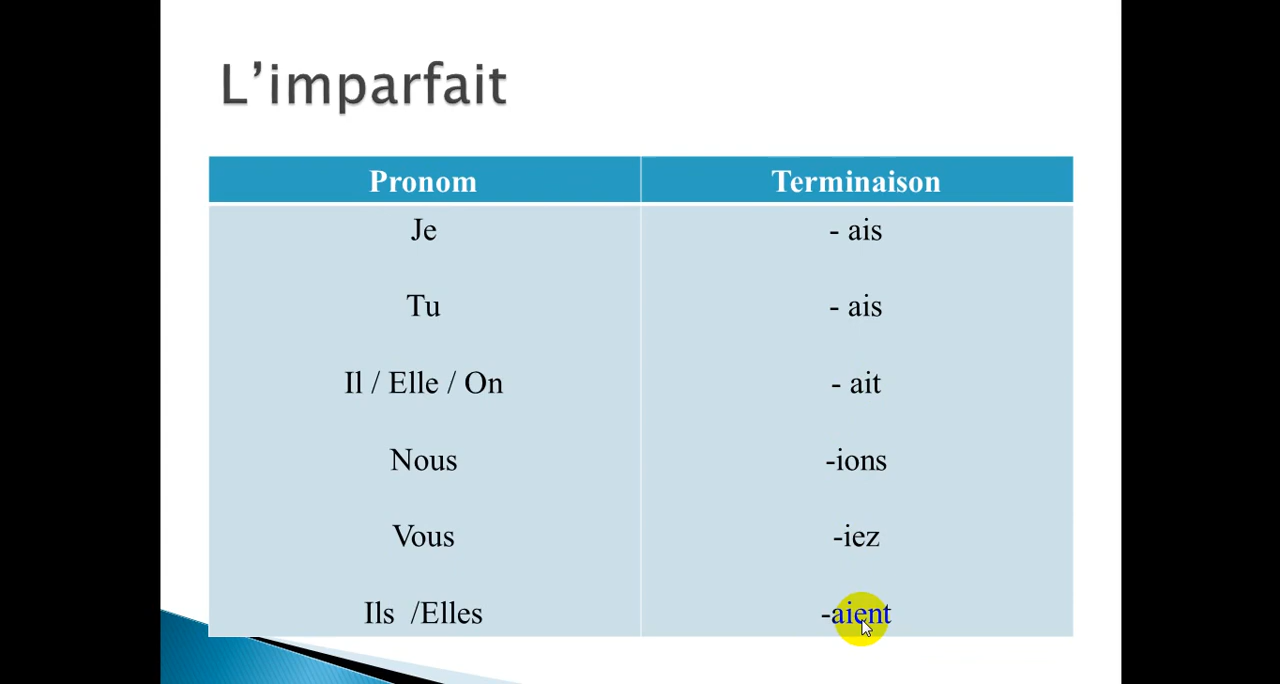 L’imparfait
Pronom Terminaison
Je - ais
Tu - ais
Il / Elle / On - ait
Nous -ions
Vous -iez
Ils /Elles -aient